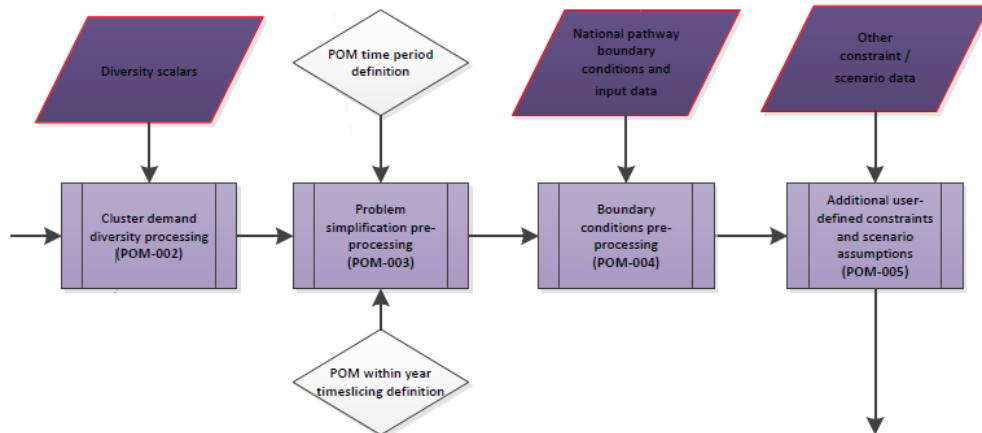 Diversity scalars
POM time period
definition
National pathway
boundary
conditions and
input data
Other
constraint /
scenario data
Cluster demand
diversity processing
(POM-002)
Problem
simplification pre-
processing
(POM-003)
Boundary
conditions pre-
processing
(POM-004)
Additional user-
defined constraints
and scenario
assumptions
(POM-005)
POM within year
timeslicing definition